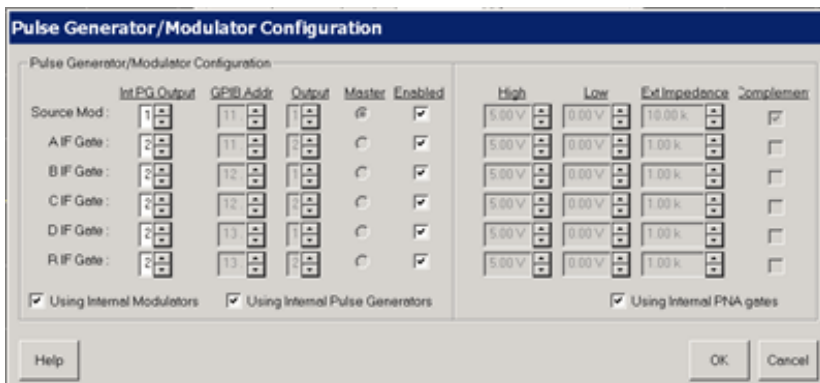 Pulse Generator/Modulator Configuration
Pulse Generator/Modulator Configuration
Int.PG Output GPIB Addr Output Master Enabled High Low Ext.Impedance Complemen
Source Mod : 1 11 . 1 5.00 V 0.00 V 10.00 k
A IF Gate : 2 11 . 2 5.00 V 0.00 V 1.00 k
B IF Gate : 2 12 . 1 5.00 V 0.00 V 1.00 k
C IF Gate : 2 12 . 2 5.00 V 0.00 V 1.00 k
D IF Gate : 2 13 . 1 5.00 V 0.00 V 1.00 k
R IF Gate : 2 13 . 2 5.00 V 0.00 V 1.00 k
Using Internal Modulators Using Internal Pulse Generators Using Internal PNA gates
Help OK Cancel